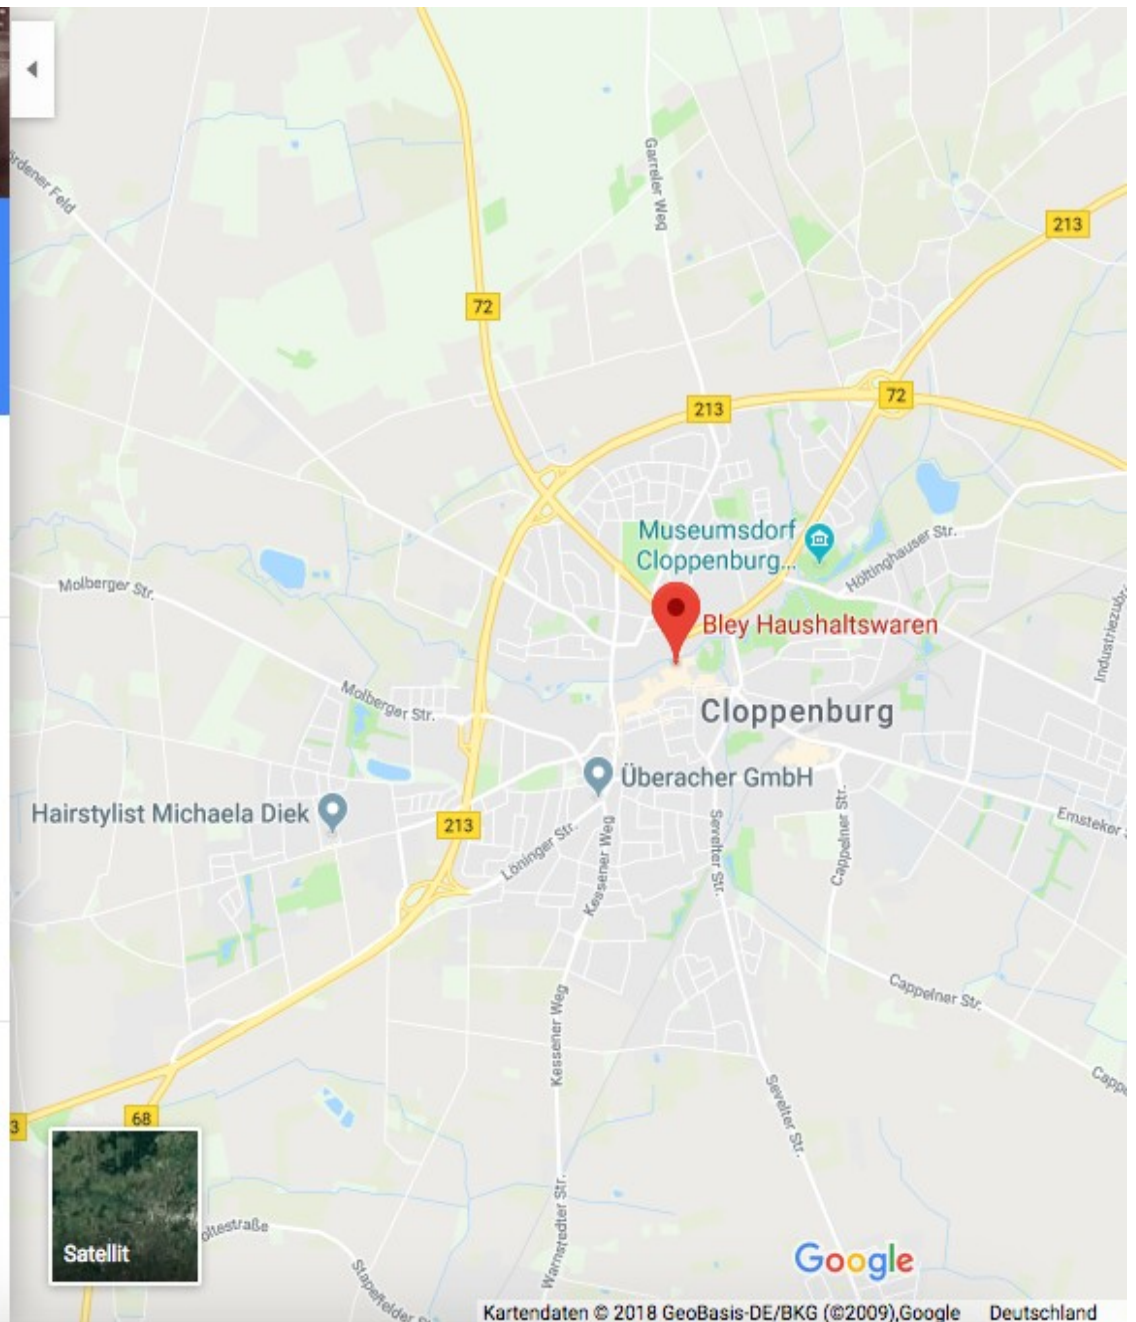 Garreler Weg
213
72
213
72
Museumsdorf
Cloppenburg...
Höltinghauser Str.
Molberger Str.
Bley Haushaltswaren
Molberger Str.
Cloppenburg
Überacher GmbH
Hairstylist Michaela Diek
213
Löninger Str.
Kessener Weg
Sevelter Str.
Cappelner Str.
Emsteker
Cappelner Str.
Kessener Weg
Sevelter Str.
68
Satellit
Warnstedter Str.
Google
Kartendaten © 2018 GeoBasis-DE/BKG (©2009),Google Deutschland